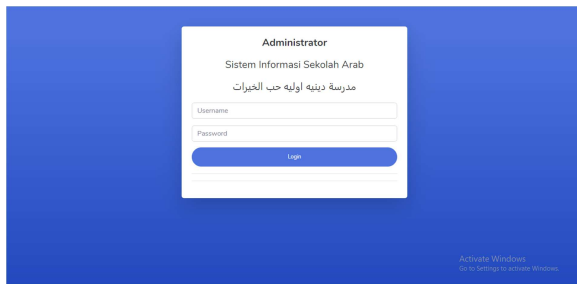 Administrator
Sistem Informasi Sekolah Arab
مدرسة دينيه اوليه حب الخيرات
Username
Password
Login
Activate Windows
Go to Settings to activate Windows.